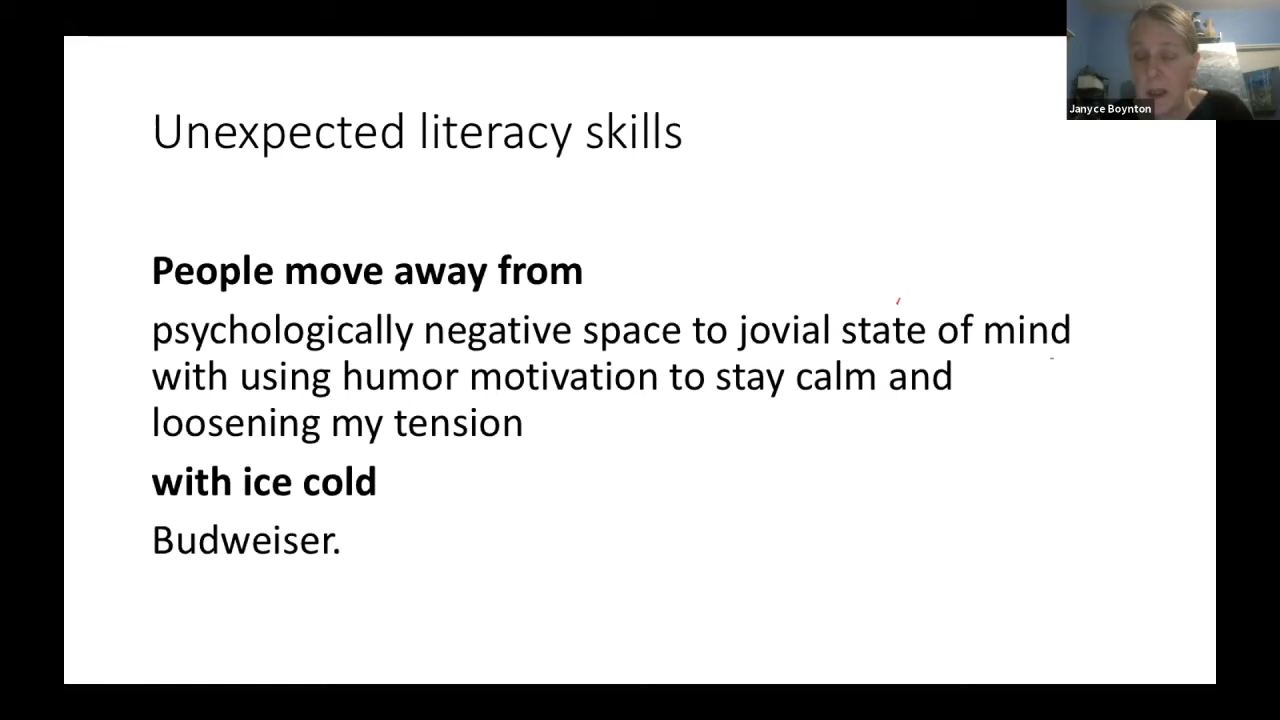 Janyce Boynton
Unexpected literacy skills
People move away from
psychologically negative space to jovial state of mind
with using humor motivation to stay calm and
loosening my tension
with ice cold
Budweiser.